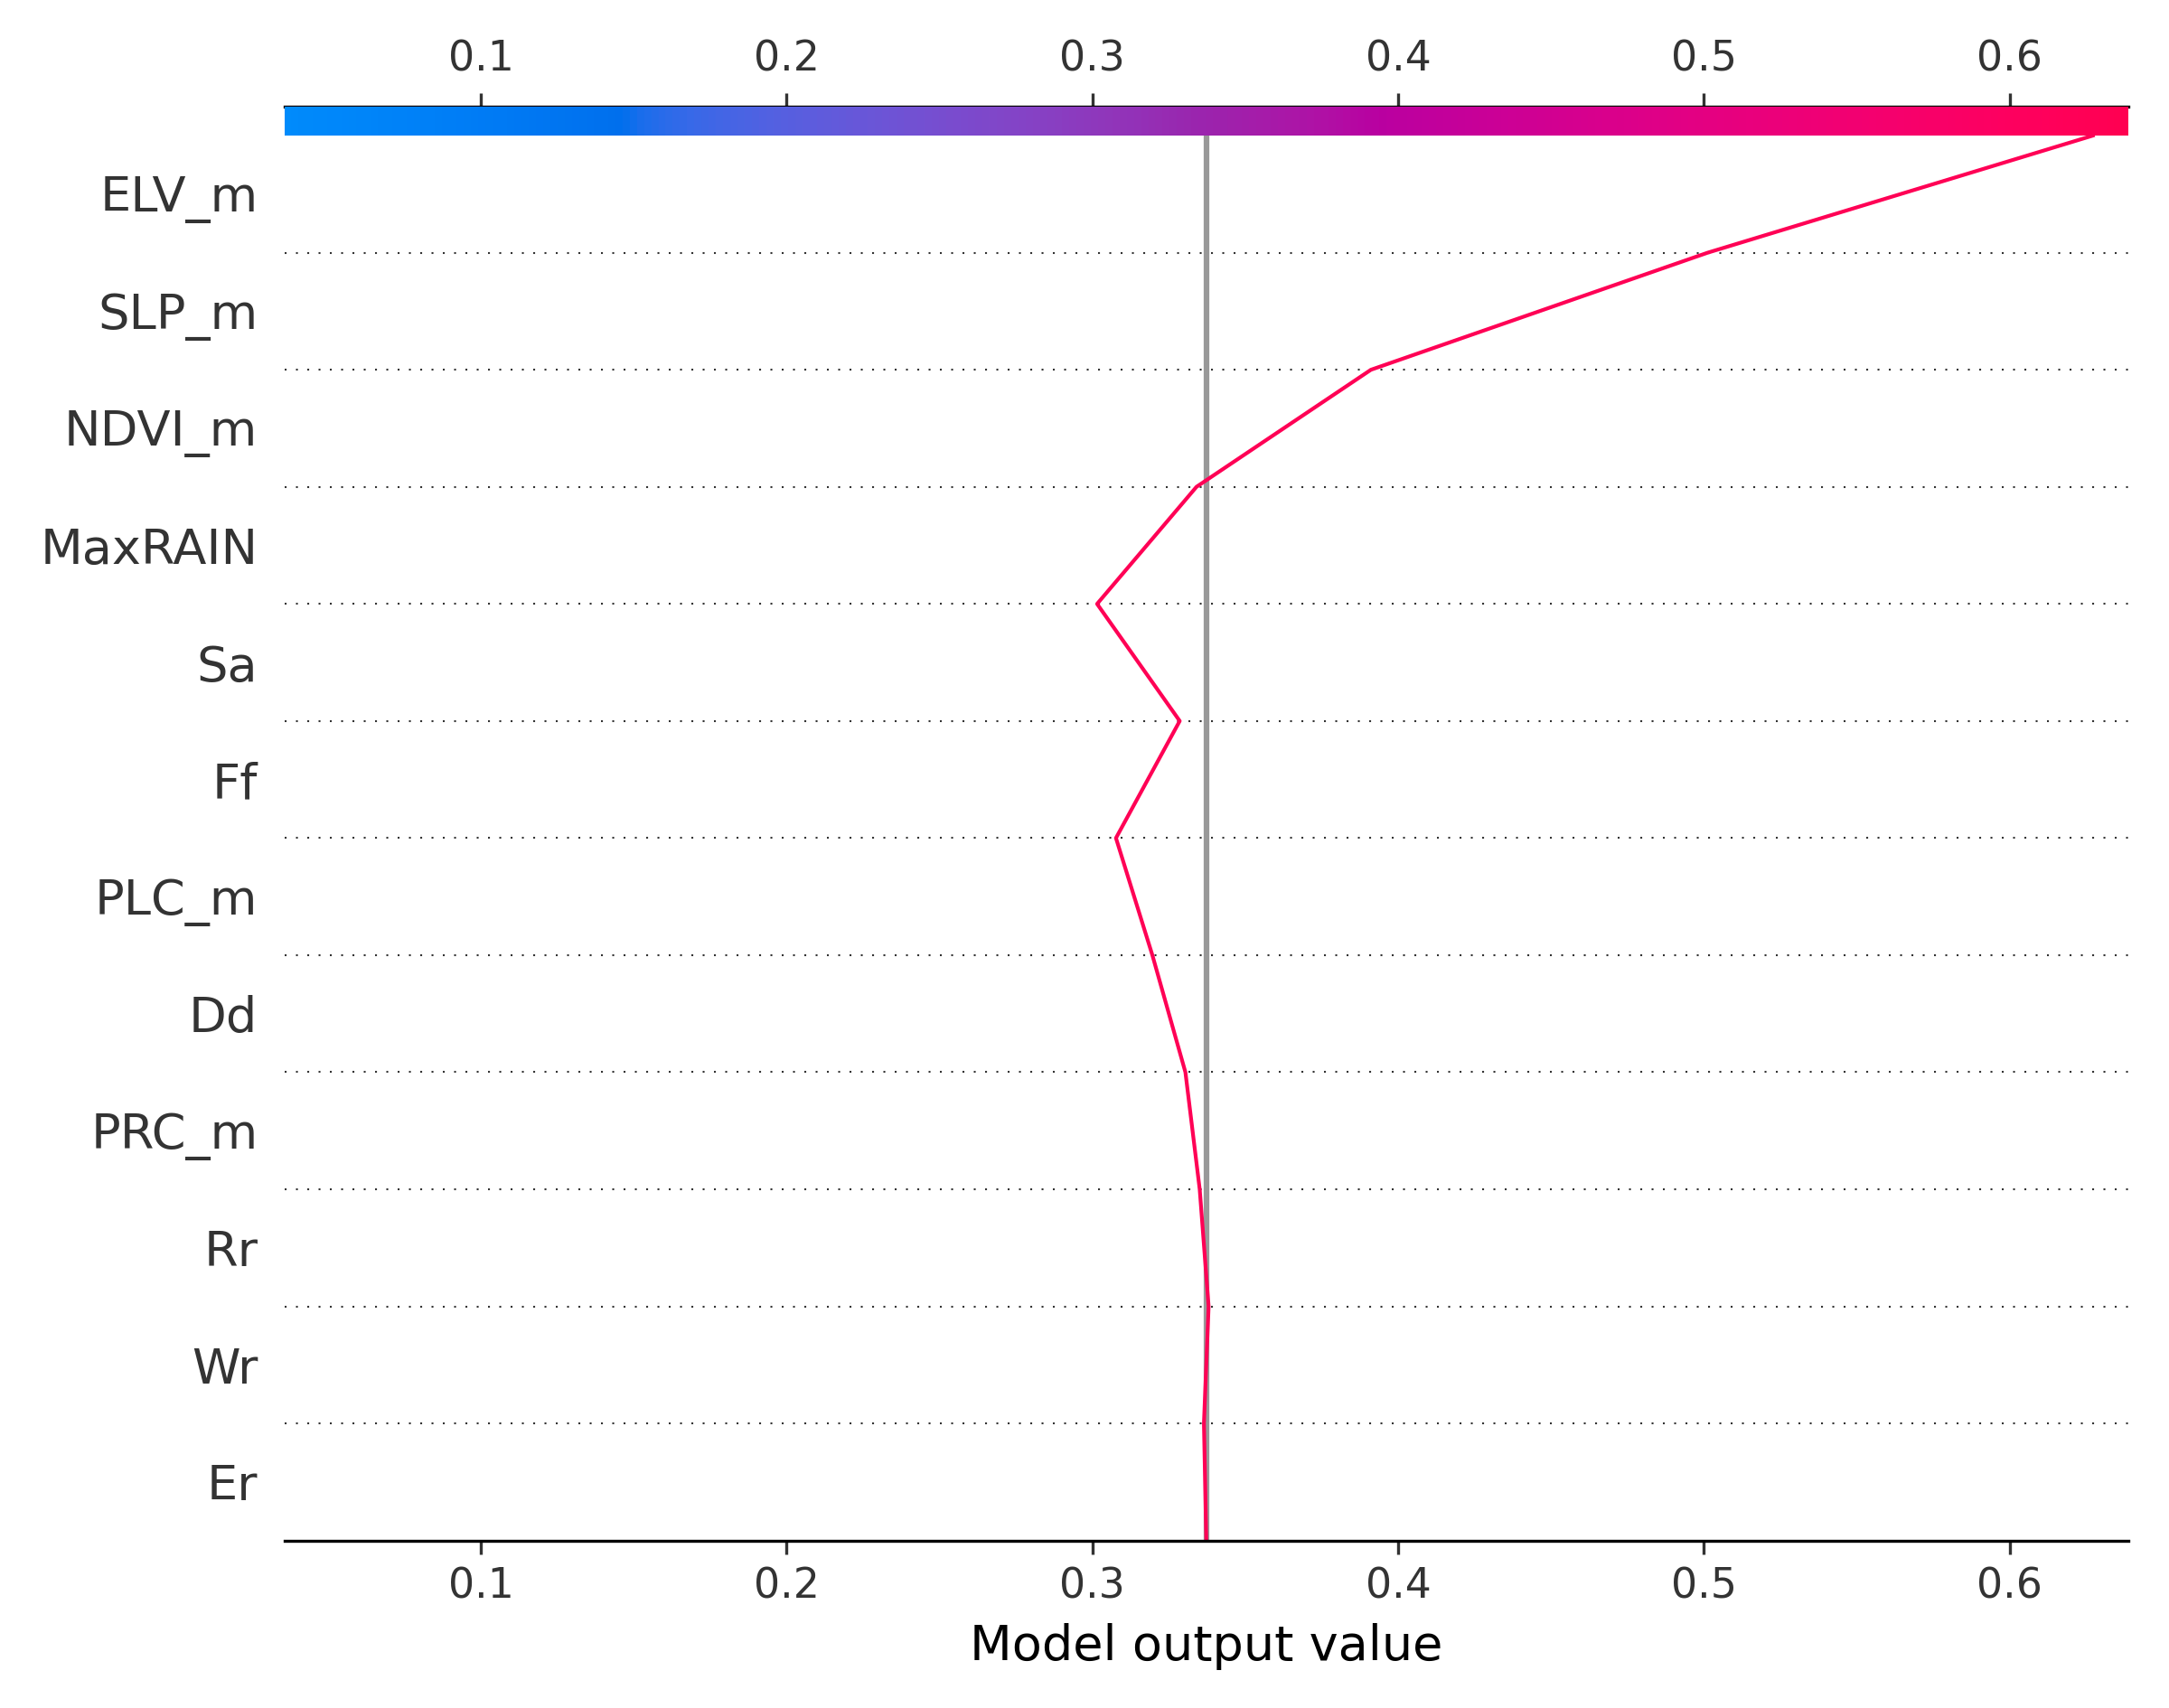 0.1 0.2 0.3 0.4 0.5 0.6
ELV_m
SLP_m
NDVI_m
MaxRAIN
Sa
Ff
PLC_m
Dd
PRC_m
Rr
Wr
Er
0.1 0.2 0.3 0.4 0.5 0.6
Model output value